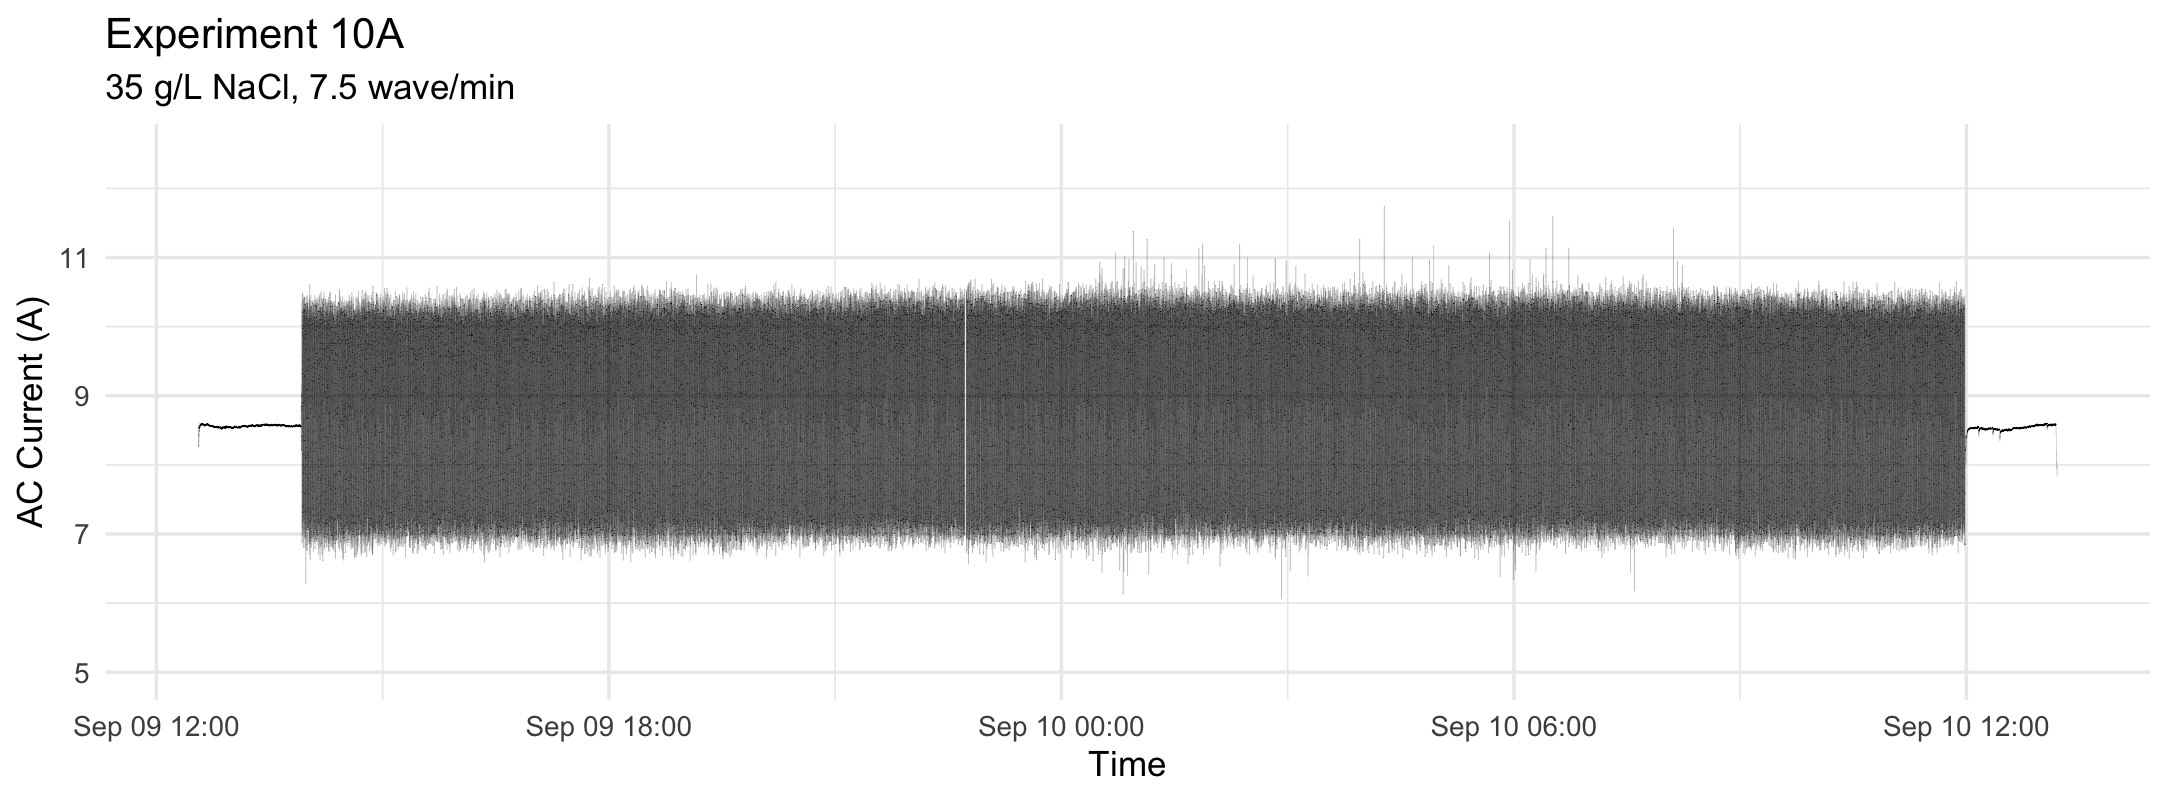 Experiment 10A
35 g/L NaCl, 7.5 wave/min
AC Current (A)
11
9
7
5
Sep 09 12:00 Sep 09 18:00 Sep 10 00:00 Sep 10 06:00 Sep 10 12:00
Time